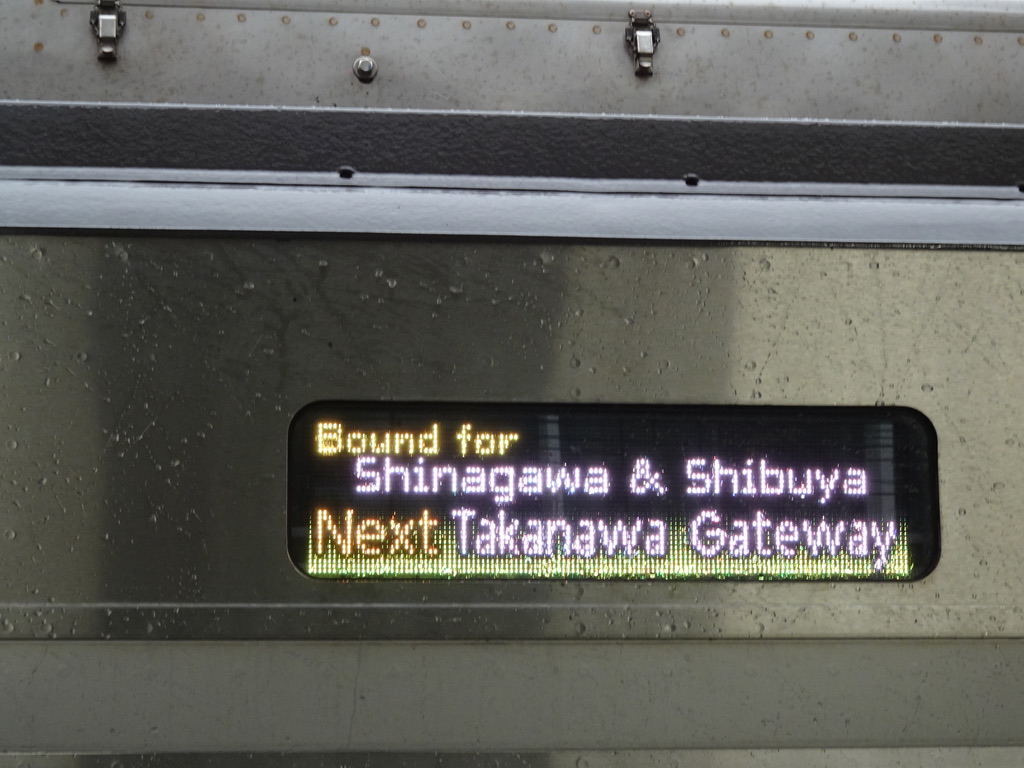 Bound for
Shinagawa & Shibuya
Next Takanawa Gateway